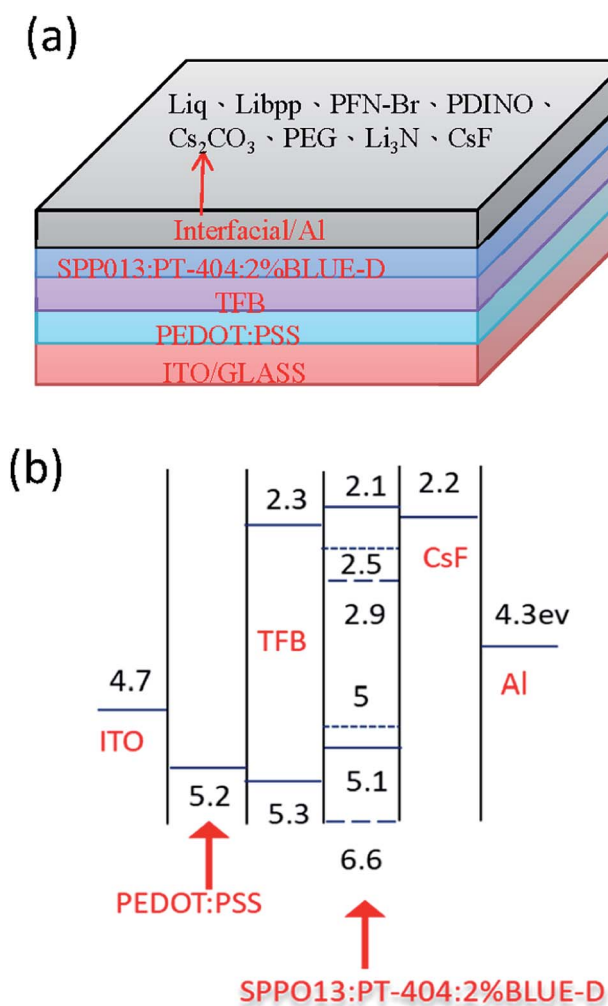 (a)
Liq、Libpp、PFN-Br、PDINO、
Cs₂CO₃、PEG、Li₃N、CsF
Interfacial/Al
SPP013:PT-404:2%BLUE-D
TFB
PEDOT:PSS
ITO/GLASS
(b)
2.3
2.1
2.2
2.5
CsF
2.9
4.3ev
TFB
4.7
5
Al
ITO
5.2
5.3
5.1
6.6
PEDOT:PSS
SPPO13:PT-404:2%BLUE-D